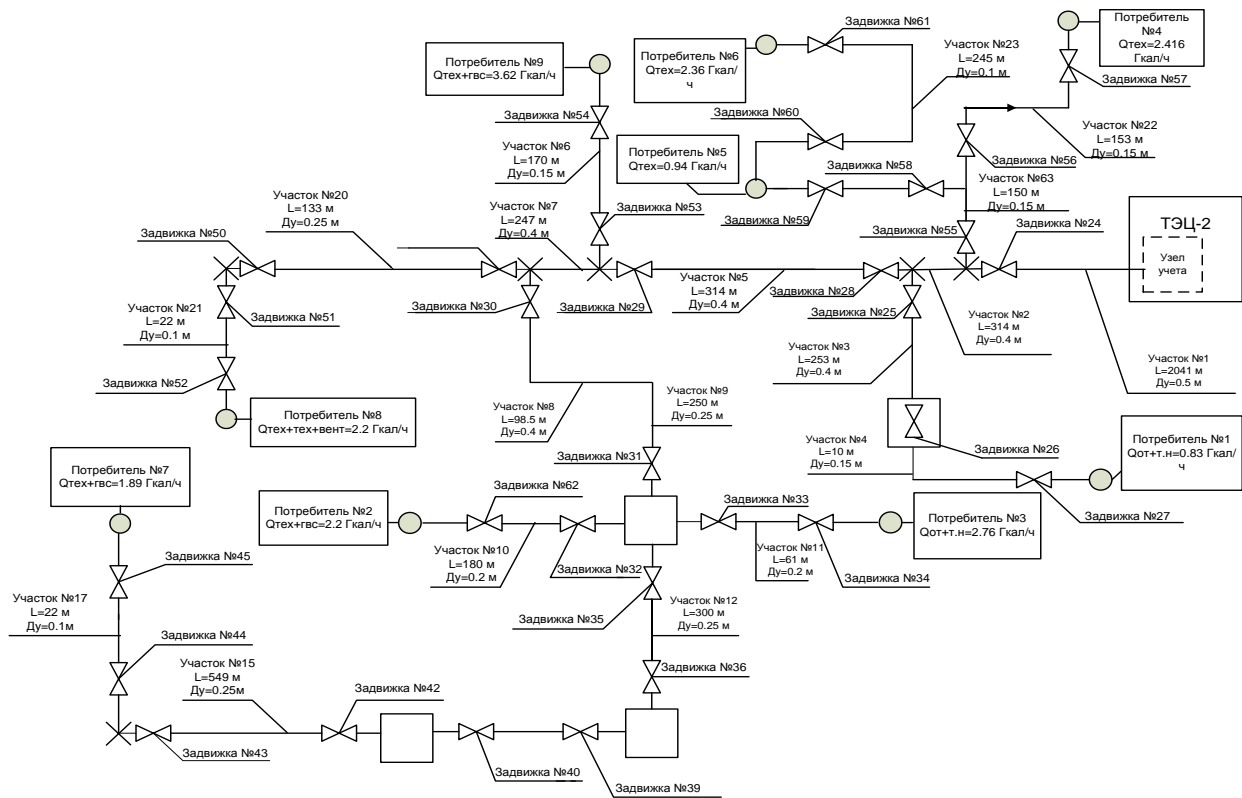 Задвижка №61
Потребитель
№4
Qтех=2.416
Гкал/ч
Потребитель №9
Qтех+гвс=3.62 Гкал/ч
Потребитель №6
Qтех=2.36 Гкал/
ч
Участок №23
L=245 м
Ду=0.1 м
Задвижка №57
Задвижка №54
Задвижка №60
Участок №22
L=153 м
Ду=0.15 м
Участок №6
L=170 м
Ду=0.15 м
Потребитель №5
Qтех=0.94 Гкал/ч
Задвижка №58
Задвижка №56
Участок №63
L=150 м
Ду=0.15 м
Участок №20
L=133 м
Ду=0.25 м
Участок №7
L=247 м
Ду=0.4 м
Задвижка №53
Задвижка №59
Задвижка №55
Задвижка №24
ТЭЦ-2
Узел
учета
Задвижка №50
Задвижка №30
Задвижка №29
Участок №5
L=314 м
Ду=0.4 м
Задвижка №28
Задвижка №25
Участок №21
L=22 м
Ду=0.1 м
Задвижка №51
Участок №2
L=314 м
Ду=0.4 м
Участок №3
L=253 м
Ду=0.4 м
Участок №1
L=2041 м
Ду=0.5 м
Задвижка №52
Участок №8
L=98.5 м
Ду=0.4 м
Участок №9
L=250 м
Ду=0.25 м
Потребитель №8
Qтех+тех+вент=2.2 Гкал/ч
Участок №4
L=10 м
Ду=0.15 м
Задвижка №26
Потребитель №1
Qот+т.н=0.83 Гкал/
ч
Задвижка №31
Потребитель №7
Qтех+гвс=1.89 Гкал/ч
Задвижка №62
Задвижка №33
Потребитель №2
Qтех+гвс=2.2 Гкал/ч
Потребитель №3
Qот+т.н=2.76 Гкал/ч
Задвижка №27
Участок №10
L=180 м
Ду=0.2 м
Задвижка №32
Участок №11
L=61 м
Ду=0.2 м
Задвижка №34
Задвижка №45
Участок №17
L=22 м
Ду=0.1м
Участок №12
L=300 м
Ду=0.25 м
Задвижка №35
Задвижка №44
Участок №15
L=549 м
Ду=0.25м
Задвижка №36
Задвижка №42
Задвижка №43
Задвижка №40
Задвижка №39